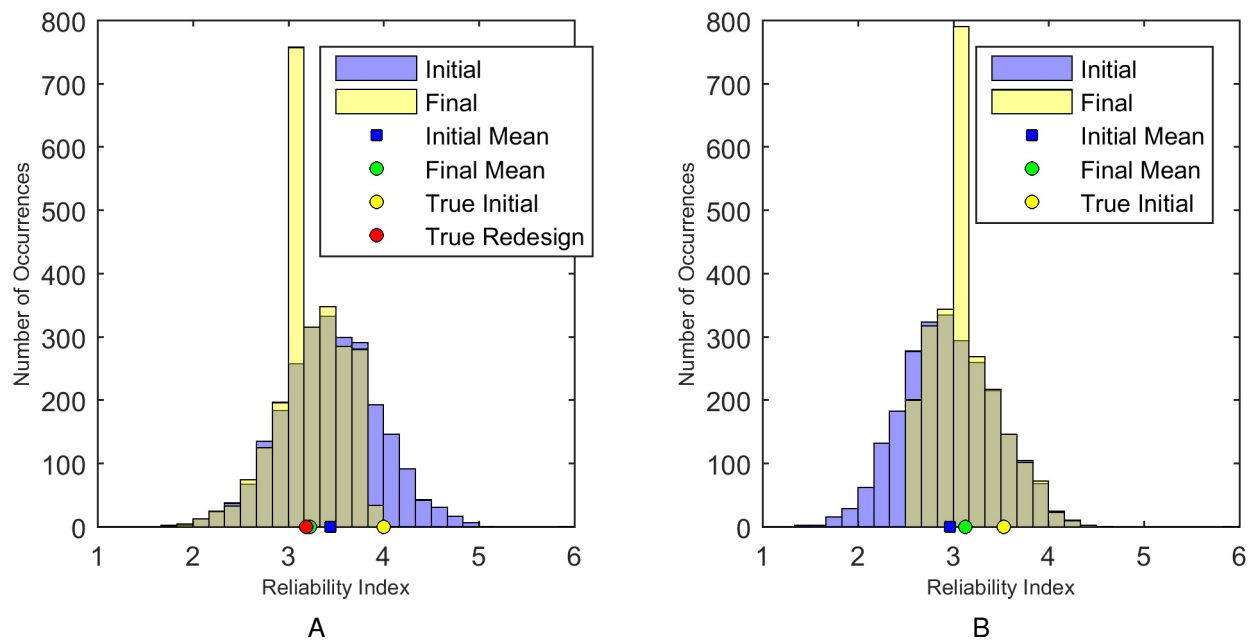 800
700
600
500
400
300
200
100
0
Number of Occurrences
1 2 3 4 5 6
Reliability Index
Initial
Final
Initial Mean
Final Mean
True Initial
True Redesign
A
800
700
600
500
400
300
200
100
0
Number of Occurrences
1 2 3 4 5 6
Reliability Index
Initial
Final
Initial Mean
Final Mean
True Initial
B